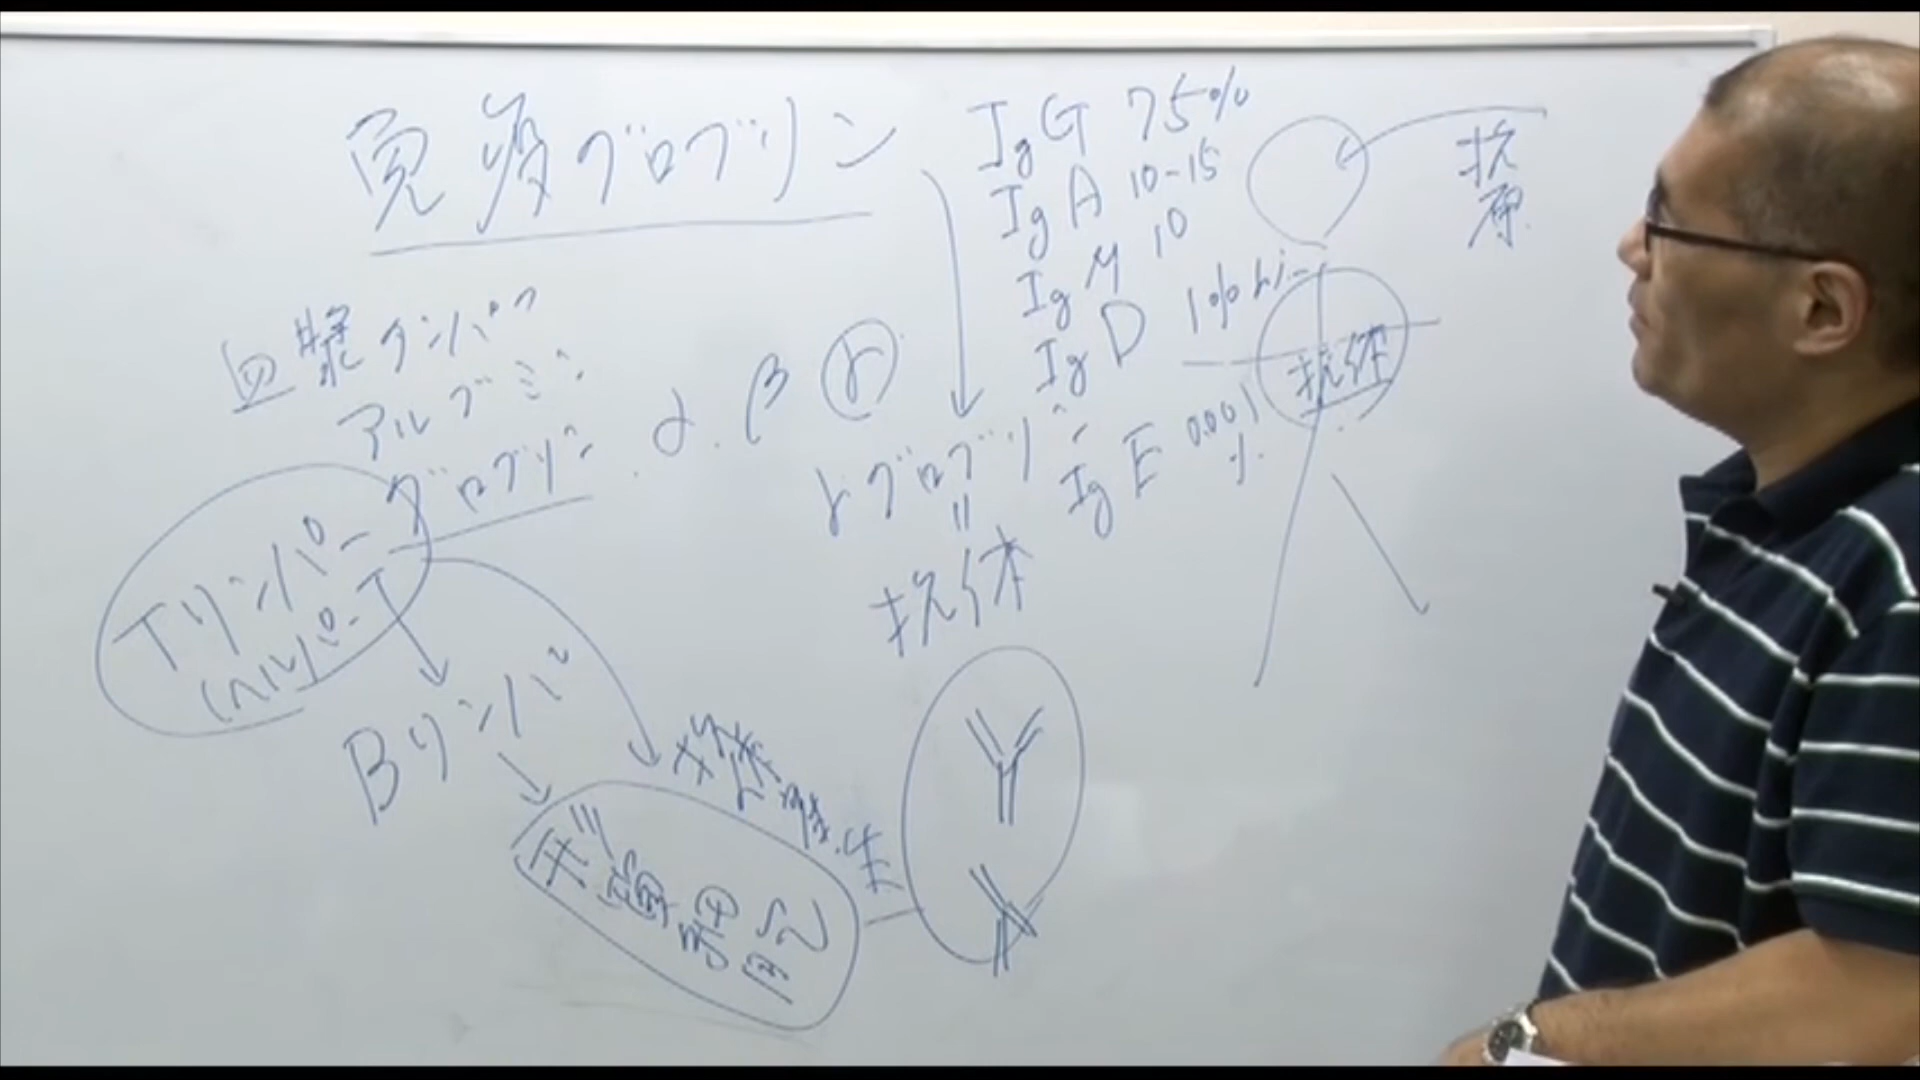 免疫グロブリン
IgG 75%
IgA 10-15
IgM 10
IgD 1%以下
IgE 0.001%
抗原
抗体
血漿タンパク
アルブミン
グロブリン . α . β γ
γグロブリン
=
抗体
Tリンパ
(ヘルパーT
Bリンパ
形質細胞
産生